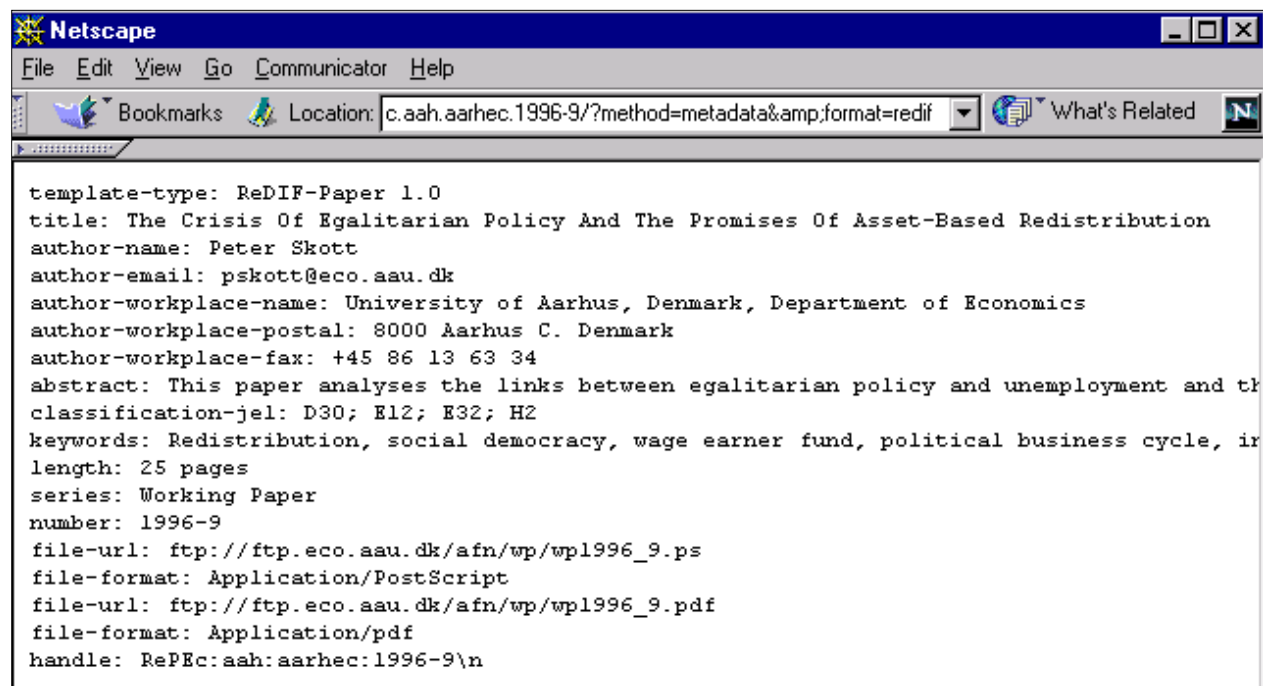 Netscape
File Edit View Go Communicator Help
Bookmarks Location: c.aah.aarhec.1996-9/?method=metadata&amp;format=redif What's Related N
template-type: ReDIF-Paper 1.0
title: The Crisis Of Egalitarian Policy And The Promises Of Asset-Based Redistribution
author-name: Peter Skott
author-email: pskott@eco.aau.dk
author-workplace-name: University of Aarhus, Denmark, Department of Economics
author-workplace-postal: 8000 Aarhus C. Denmark
author-workplace-fax: +45 86 13 63 34
abstract: This paper analyses the links between egalitarian policy and unemployment and th
classification-jel: D30; E12; E32; H2
keywords: Redistribution, social democracy, wage earner fund, political business cycle, in
length: 25 pages
series: Working Paper
number: 1996-9
file-url: ftp://ftp.eco.aau.dk/afn/wp/wp1996_9.ps
file-format: Application/PostScript
file-url: ftp://ftp.eco.aau.dk/afn/wp/wp1996_9.pdf
file-format: Application/pdf
handle: RePEc:aah:aarhec:1996-9\n